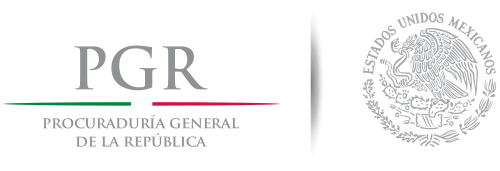 PGR
PROCURADURÍA GENERAL
DE LA REPÚBLICA
ESTADOS UNIDOS MEXICANOS